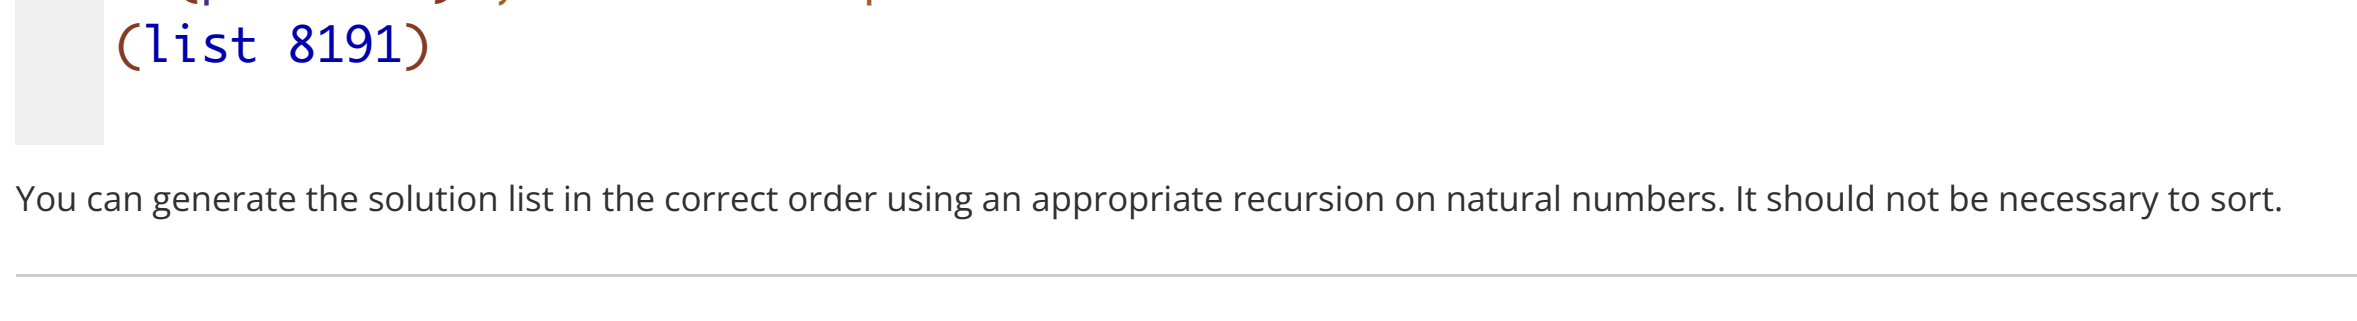 (list 8191)
You can generate the solution list in the correct order using an appropriate recursion on natural numbers. It should not be necessary to sort.